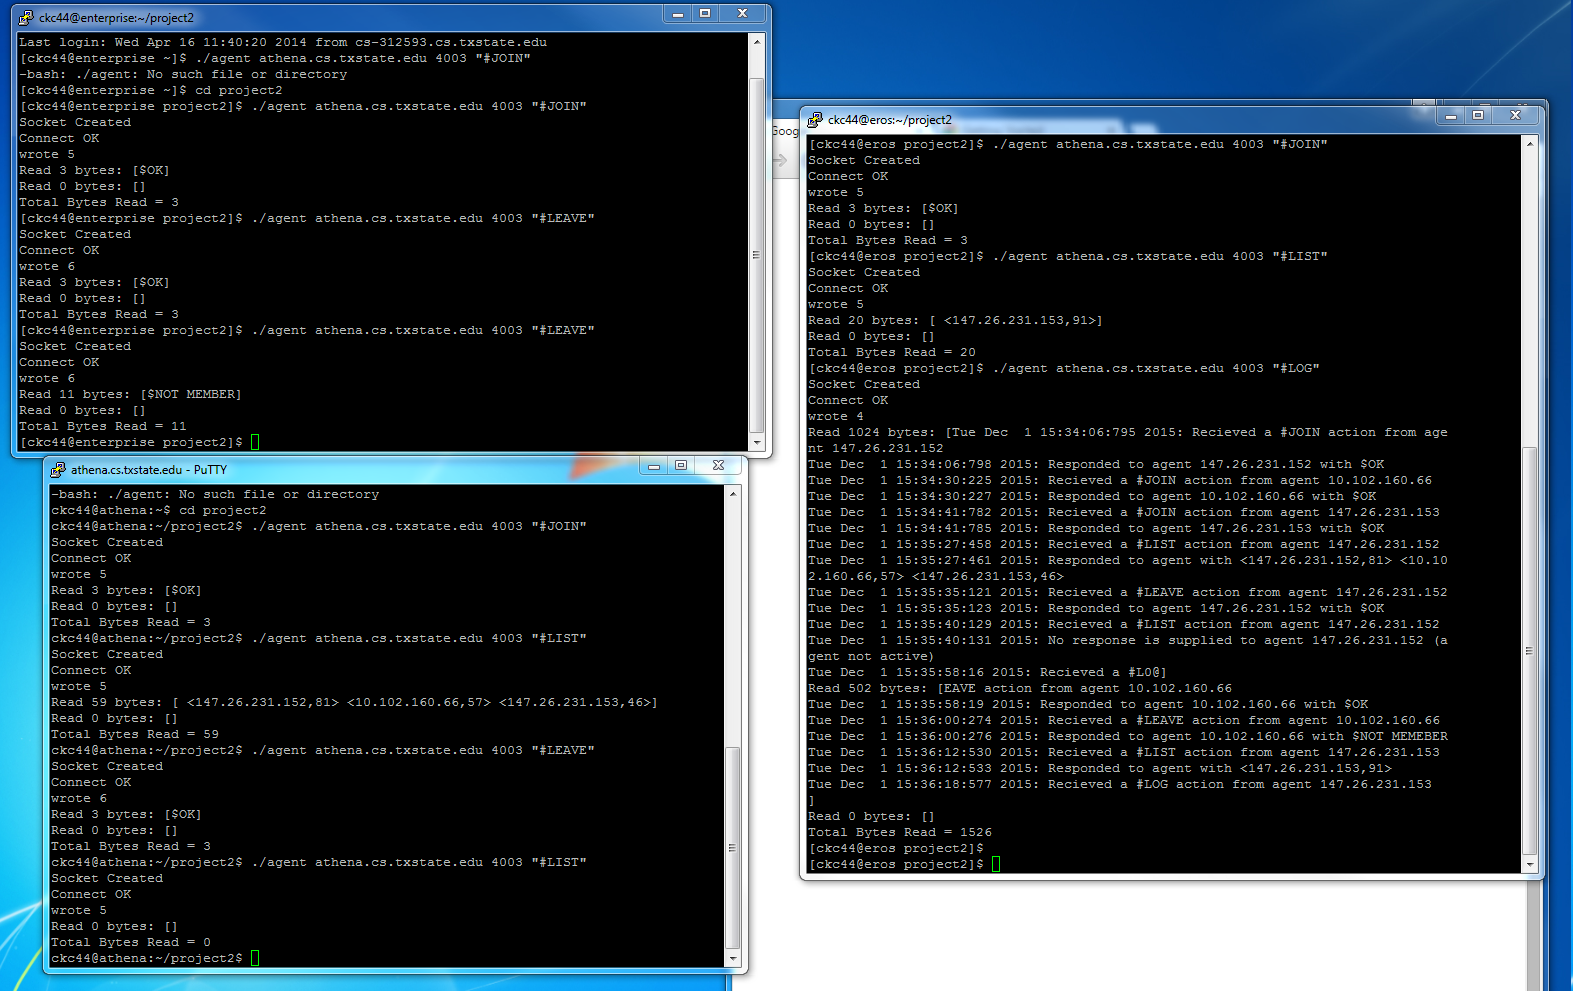 ckc44@enterprise:~/project2
Last login: Wed Apr 16 11:40:20 2014 from cs-312593.cs.txstate.edu
[ckc44@enterprise ~]$ ./agent athena.cs.txstate.edu 4003 "#JOIN"
-bash: ./agent: No such file or directory
[ckc44@enterprise ~]$ cd project2
[ckc44@enterprise project2]$ ./agent athena.cs.txstate.edu 4003 "#JOIN"
Socket Created
Connect OK
wrote 5
Read 3 bytes: [$OK]
Read 0 bytes: []
Total Bytes Read = 3
[ckc44@enterprise project2]$ ./agent athena.cs.txstate.edu 4003 "#LEAVE"
Socket Created
Connect OK
wrote 6
Read 3 bytes: [$OK]
Read 0 bytes: []
Total Bytes Read = 3
[ckc44@enterprise project2]$ ./agent athena.cs.txstate.edu 4003 "#LEAVE"
Socket Created
Connect OK
wrote 6
Read 11 bytes: [$NOT MEMBER]
Read 0 bytes: []
Total Bytes Read = 11
[ckc44@enterprise project2]$
athena.cs.txstate.edu - PuTTY
-bash: ./agent: No such file or directory
ckc44@athena:~$ cd project2
ckc44@athena:~/project2$ ./agent athena.cs.txstate.edu 4003 "#JOIN"
Socket Created
Connect OK
wrote 5
Read 3 bytes: [$OK]
Read 0 bytes: []
Total Bytes Read = 3
ckc44@athena:~/project2$ ./agent athena.cs.txstate.edu 4003 "#LIST"
Socket Created
Connect OK
wrote 5
Read 59 bytes: [ <147.26.231.152,81> <10.102.160.66,57> <147.26.231.153,46>]
Read 0 bytes: []
Total Bytes Read = 59
ckc44@athena:~/project2$ ./agent athena.cs.txstate.edu 4003 "#LEAVE"
Socket Created
Connect OK
wrote 6
Read 3 bytes: [$OK]
Read 0 bytes: []
Total Bytes Read = 3
ckc44@athena:~/project2$ ./agent athena.cs.txstate.edu 4003 "#LIST"
Socket Created
Connect OK
wrote 5
Read 0 bytes: []
Total Bytes Read = 0
ckc44@athena:~/project2$
Goog
ckc44@eros:~/project2
[ckc44@eros project2]$ ./agent athena.cs.txstate.edu 4003 "#JOIN"
Socket Created
Connect OK
wrote 5
Read 3 bytes: [$OK]
Read 0 bytes: []
Total Bytes Read = 3
[ckc44@eros project2]$ ./agent athena.cs.txstate.edu 4003 "#LIST"
Socket Created
Connect OK
wrote 5
Read 20 bytes: [ <147.26.231.153,91>]
Read 0 bytes: []
Total Bytes Read = 20
[ckc44@eros project2]$ ./agent athena.cs.txstate.edu 4003 "#LOG"
Socket Created
Connect OK
wrote 4
Read 1024 bytes: [Tue Dec  1 15:34:06:795 2015: Recieved a #JOIN action from age
nt 147.26.231.152
Tue Dec  1 15:34:06:798 2015: Responded to agent 147.26.231.152 with $OK
Tue Dec  1 15:34:30:225 2015: Recieved a #JOIN action from agent 10.102.160.66
Tue Dec  1 15:34:30:227 2015: Responded to agent 10.102.160.66 with $OK
Tue Dec  1 15:34:41:782 2015: Recieved a #JOIN action from agent 147.26.231.153
Tue Dec  1 15:34:41:785 2015: Responded to agent 147.26.231.153 with $OK
Tue Dec  1 15:35:27:458 2015: Recieved a #LIST action from agent 147.26.231.152
Tue Dec  1 15:35:27:461 2015: Responded to agent with <147.26.231.152,81> <10.10
2.160.66,57> <147.26.231.153,46>
Tue Dec  1 15:35:35:121 2015: Recieved a #LEAVE action from agent 147.26.231.152
Tue Dec  1 15:35:35:123 2015: Responded to agent 147.26.231.152 with $OK
Tue Dec  1 15:35:40:129 2015: Recieved a #LIST action from agent 147.26.231.152
Tue Dec  1 15:35:40:131 2015: No response is supplied to agent 147.26.231.152 (a
gent not active)
Tue Dec  1 15:35:58:16 2015: Recieved a #L0@]
Read 502 bytes: [EAVE action from agent 10.102.160.66
Tue Dec  1 15:35:58:19 2015: Responded to agent 10.102.160.66 with $OK
Tue Dec  1 15:36:00:274 2015: Recieved a #LEAVE action from agent 10.102.160.66
Tue Dec  1 15:36:00:276 2015: Responded to agent 10.102.160.66 with $NOT MEMEBER
Tue Dec  1 15:36:12:530 2015: Recieved a #LIST action from agent 147.26.231.153
Tue Dec  1 15:36:12:533 2015: Responded to agent with <147.26.231.153,91>
Tue Dec  1 15:36:18:577 2015: Recieved a #LOG action from agent 147.26.231.153
]
Read 0 bytes: []
Total Bytes Read = 1526
[ckc44@eros project2]$
[ckc44@eros project2]$